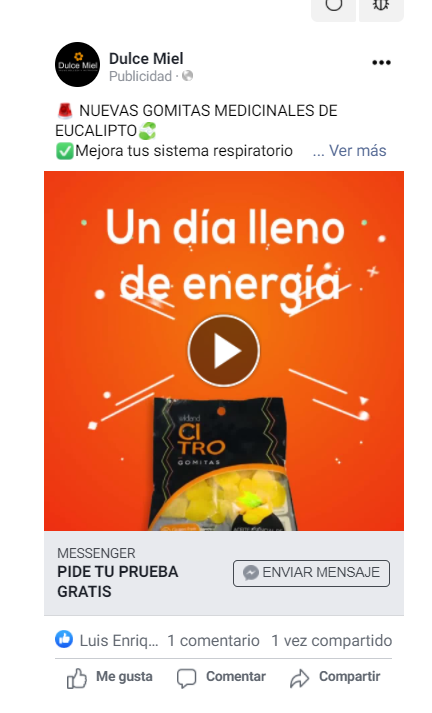 Dulce Miel
Dulce Miel
Publicidad ·
NUEVAS GOMITAS MEDICINALES DE
EUCALIPTO
Mejora tus sistema respiratorio ... Ver más
Un día lleno
de energía
CI
TRO
GOMITAS
MESSENGER
PIDE TU PRUEBA
GRATIS
ENVIAR MENSAJE
Luis Enriq... 1 comentario 1 vez compartido
Me gusta Comentar Compartir